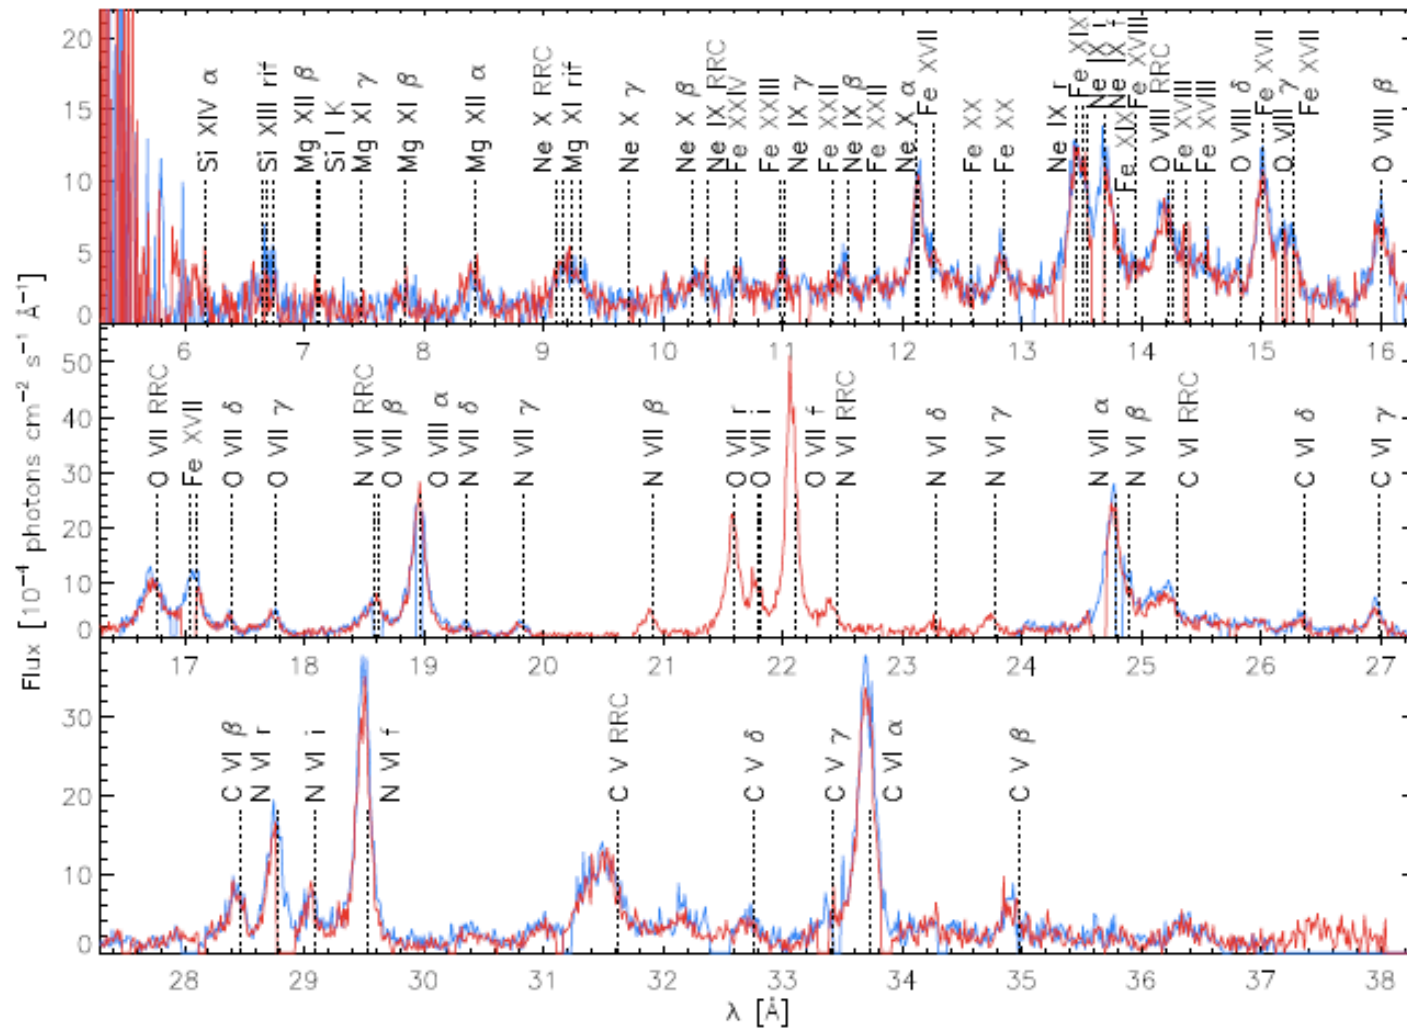 Flux [10⁻⁴ photons cm⁻² s⁻¹ Å⁻¹]
20
15
10
5
0
Si XIV α
Si XIII rif
Mg XII β
Si I K
Mg XI γ
Mg XI β
Mg XII α
Ne X RRC
Mg XI rif
Ne X γ
Ne X β
Ne IX RRC
Fe XXIV
Fe XXIII
Ne IX γ
Fe XXII
Ne IX β
Fe XXII
Ne X α
Fe XVII
Fe XX
Fe XX
Ne IX r
Fe XIX
Ne IX i
Fe XIX
Ne IX f
Fe XVIII
O VIII RRC
Fe XVIII
Fe XVIII
O VIII δ
Fe XVII
O VIII γ
Fe XVII
O VIII β
6 7 8 9 10 11 12 13 14 15 16
50
40
30
20
10
0
O VII RRC
Fe XVII
O VII δ
O VII γ
N VII RRC
O VII β
O VIII α
N VII δ
N VII γ
N VII β
O VII r
O VII i
O VII f
N VI RRC
N VI δ
N VI γ
N VII α
N VI β
C VI RRC
C VI δ
C VI γ
17 18 19 20 21 22 23 24 25 26 27
30
20
10
0
C VI β
N VI r
N VI i
N VI f
C V RRC
C V δ
C V γ
C VI α
C V β
28 29 30 31 32 33 34 35 36 37 38
λ [Å]